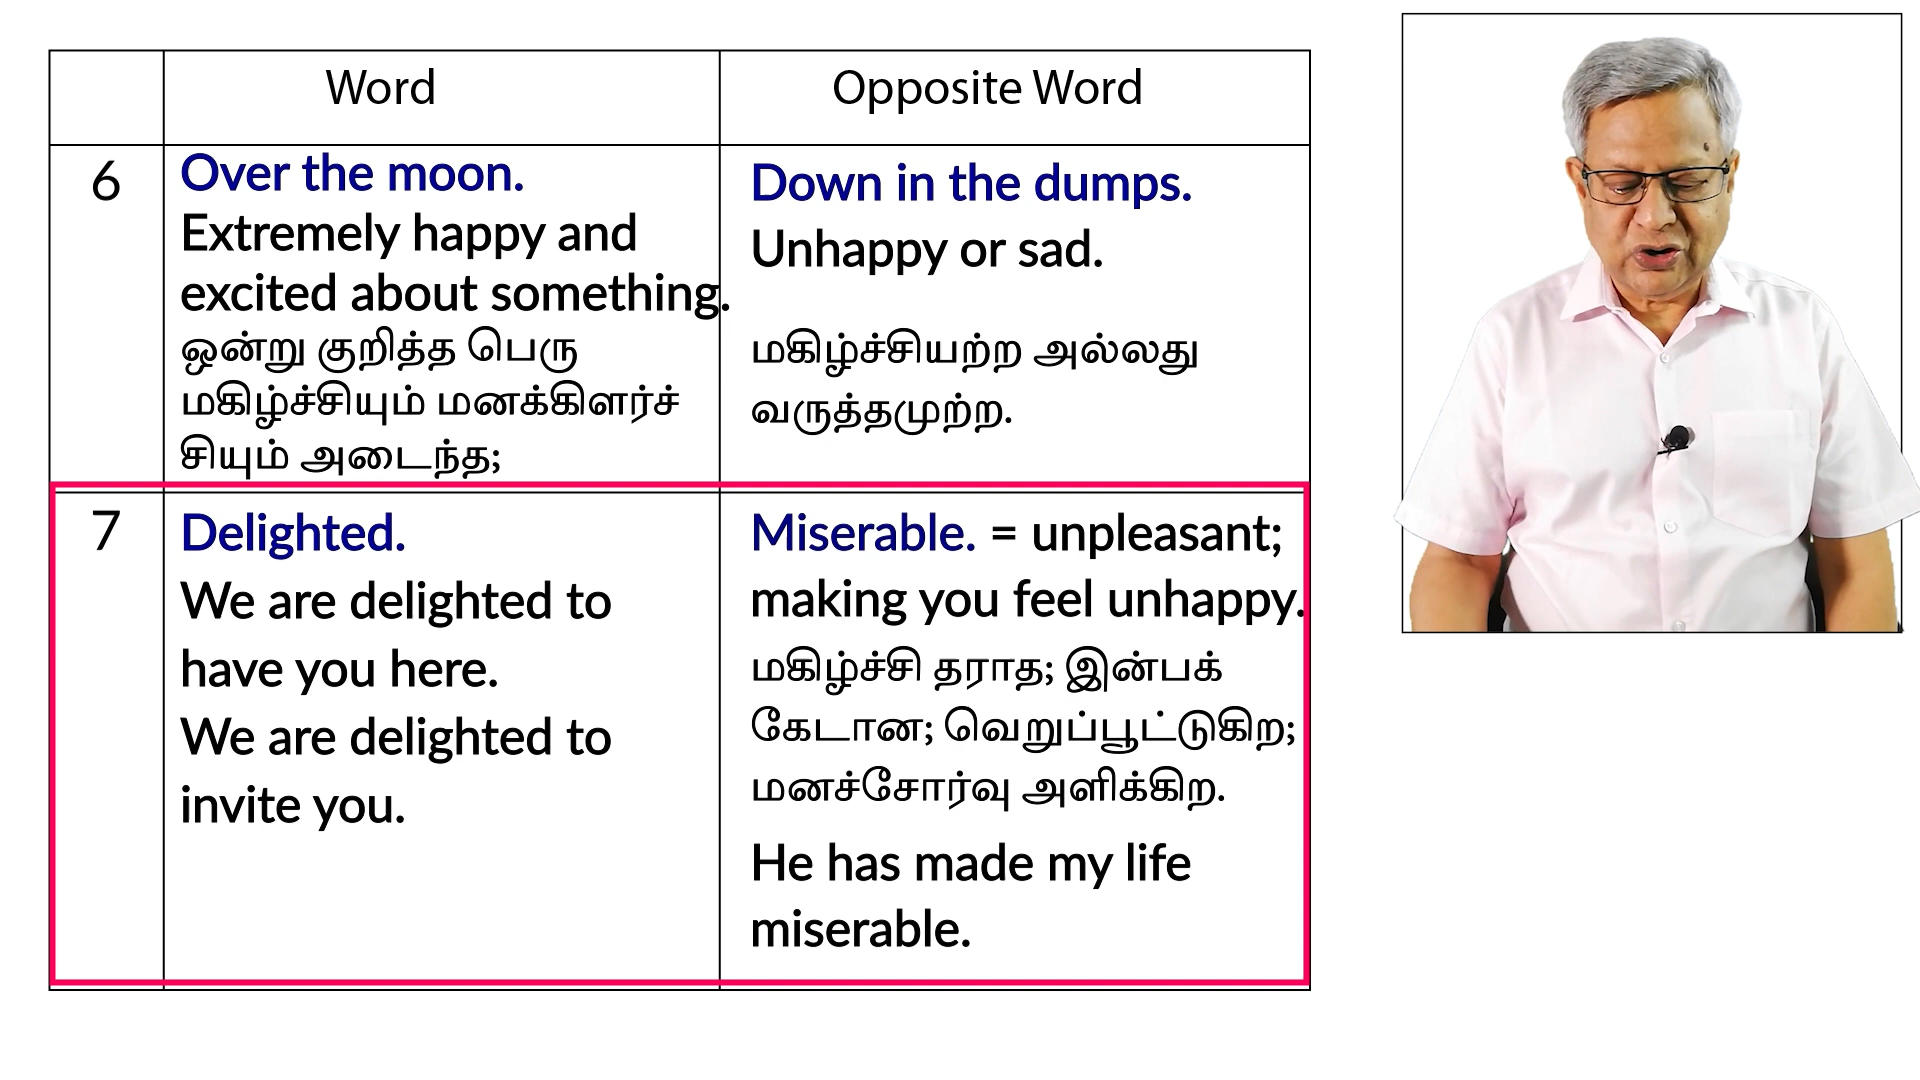 Word
Opposite Word
6
Over the moon.
Extremely happy and
excited about something.
ஒன்று குறித்த பெரு
மகிழ்ச்சியும் மனக்கிளர்ச்
சியும் அடைந்த;
Down in the dumps.
Unhappy or sad.
மகிழ்ச்சியற்ற அல்லது
வருத்தமுற்ற.
7
Delighted.
We are delighted to
have you here.
We are delighted to
invite you.
Miserable. = unpleasant;
making you feel unhappy.
மகிழ்ச்சி தராத; இன்பக்
கேடான; வெறுப்பூட்டுகிற;
மனச்சோர்வு அளிக்கிற.
He has made my life
miserable.